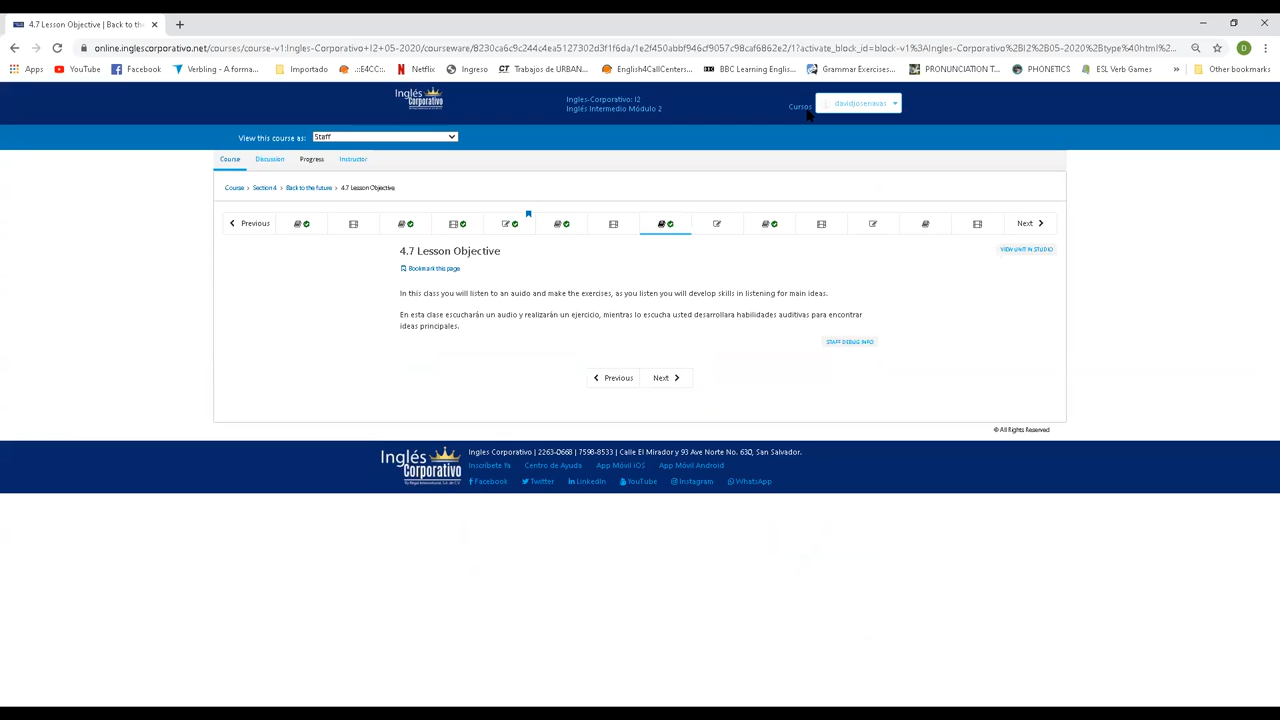 4.7 Lesson Objective | Back to th
online.inglescorporativo.net/courses/course-v1:Ingles-Corporativo+I2+05-2020/courseware/8230ca6c9c244c4ea5127302d3f1f6da/1e2f450abbf946cf9057c98caf6b62e2/1?activate_block_id=block-v1%3AIngles-Corporativo%2BI2%2B05-2020%2Btype%40html%2...
Apps YouTube Facebook Verbling - A forma... Importado .::E4CC::. Netflix Ingreso Trabajos de URBAN... English4CallCenters... BBC Learning Englis... Grammar Exercises... PRONUNCIATION T... PHONETICS ESL Verb Games » Other bookmarks
Inglés Corporativo
Ingles-Corporativo: I2
Inglés Intermedio Módulo 2
Cursos davidjosenavas
View this course as: Staff
Course Discussion Progress Instructor
Course > Section 4 > Back to the future > 4.7 Lesson Objective
Previous Next
4.7 Lesson Objective
VIEW UNIT IN STUDIO
Bookmark this page
In this class you will listen to an auido and make the exercises, as you listen you will develop skills in listening for main ideas.
En esta clase escucharán un audio y realizarán un ejercicio, mientras lo escucha usted desarrollara habilidades auditivas para encontrar
ideas principales.
STAFF DEBUG INFO
Previous Next
© All Rights Reserved
Inglés Corporativo
Ingles Corporativo | 2263-0668 | 7598-8533 | Calle El Mirador y 93 Ave Norte No. 630, San Salvador.
Inscríbete Ya Centro de Ayuda App Móvil iOS App Móvil Android
Facebook Twitter LinkedIn YouTube Instagram WhatsApp